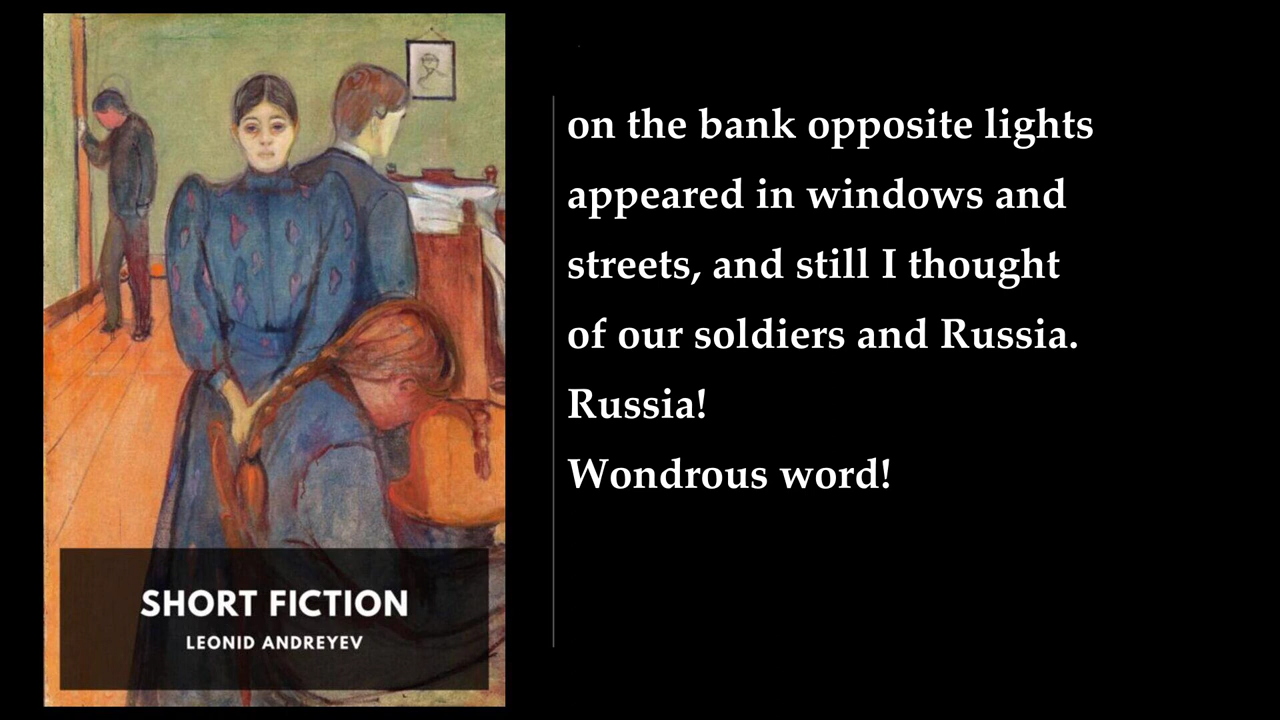 on the bank opposite lights
appeared in windows and
streets, and still I thought
of our soldiers and Russia.
Russia!
Wondrous word!
SHORT FICTION
LEONID ANDREYEV